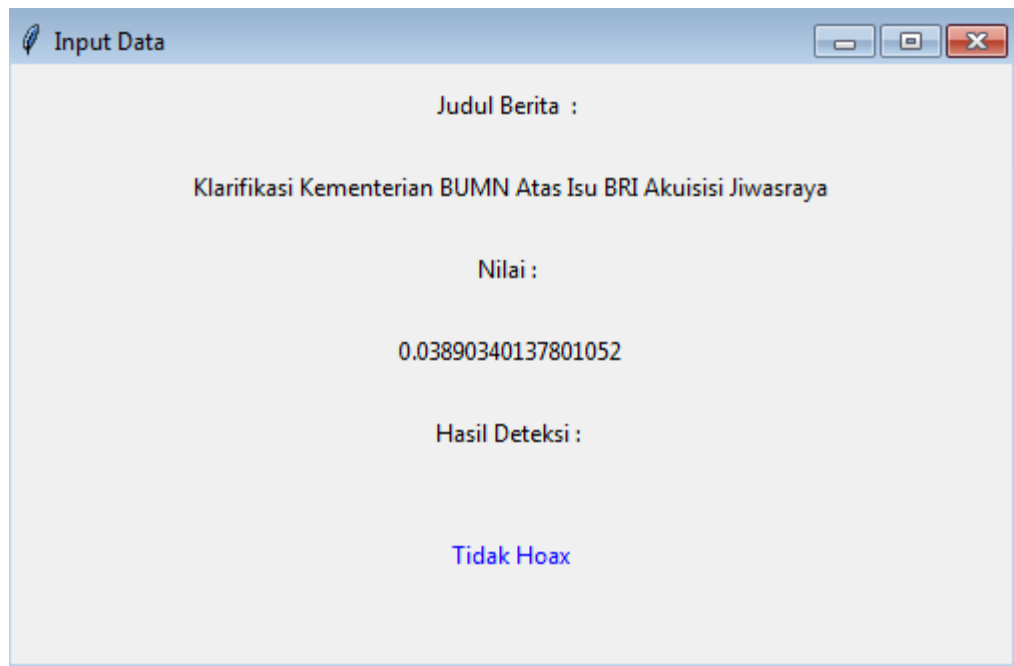 Input Data
Judul Berita :
Klarifikasi Kementerian BUMN Atas Isu BRI Akuisisi Jiwasraya
Nilai :
0.03890340137801052
Hasil Deteksi :
Tidak Hoax